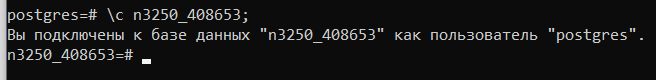 postgres=# \c n3250_408653;
Вы подключены к базе данных "n3250_408653" как пользователь "postgres".
n3250_408653=#